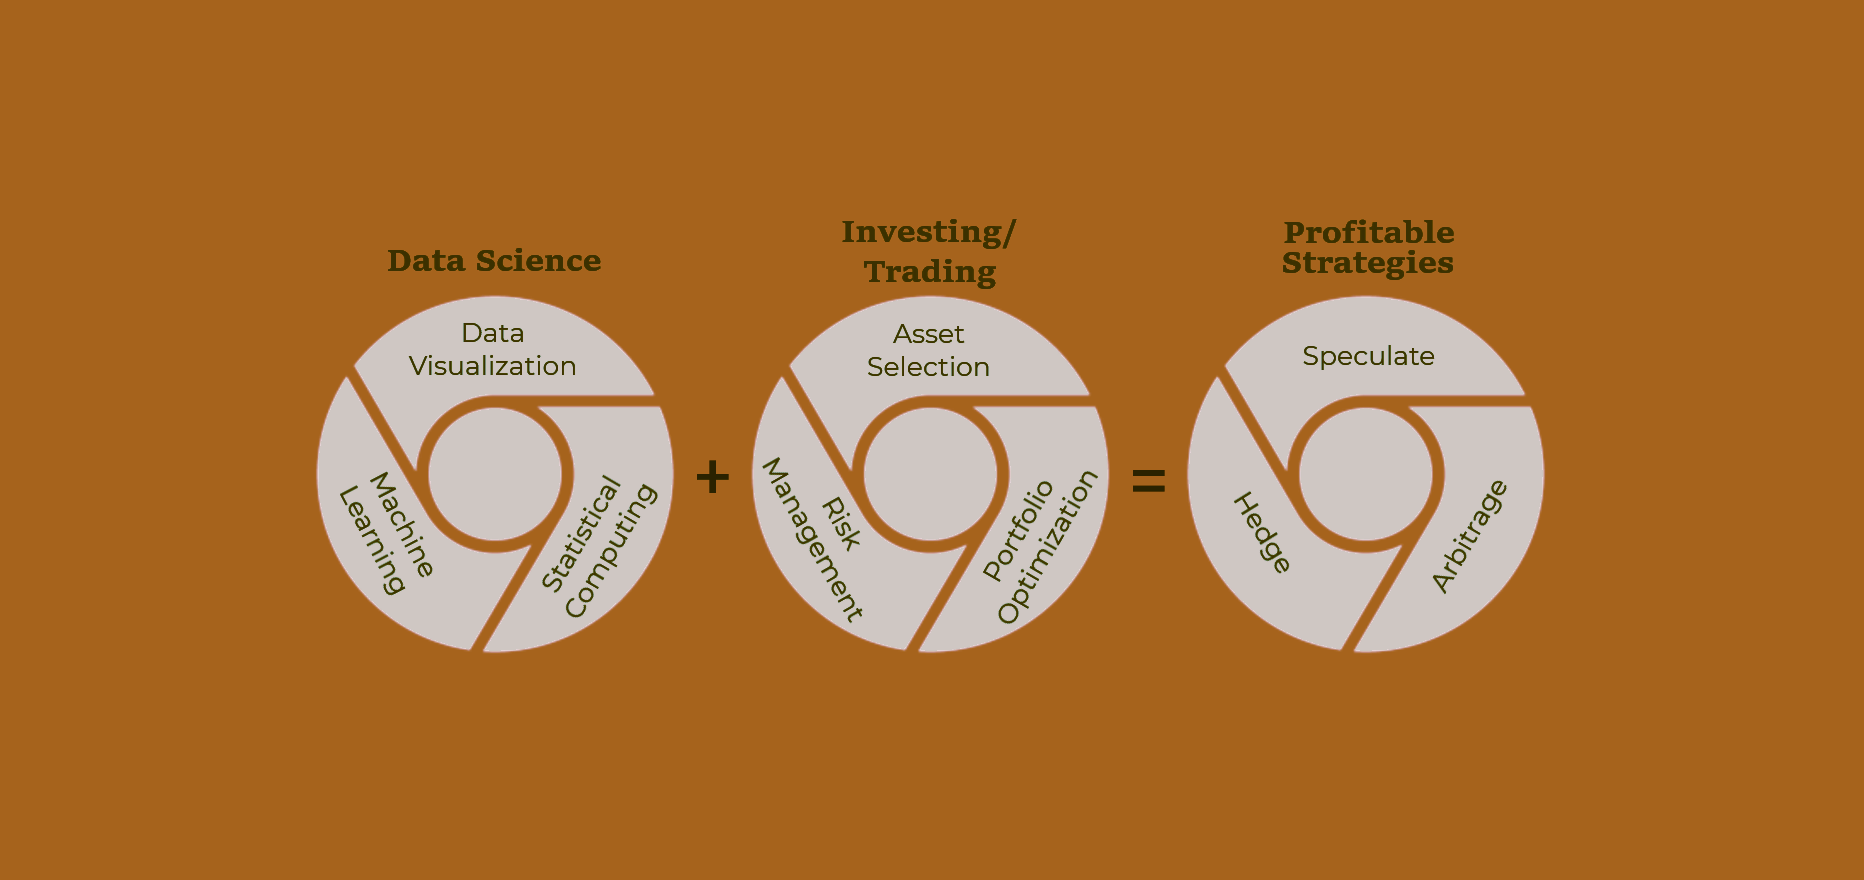 Data Science
Data
Visualization
Machine
Learning
Statistical
Computing
+
Investing/
Trading
Asset
Selection
Risk
Management
Portfolio
Optimization
=
Profitable
Strategies
Speculate
Hedge
Arbitrage